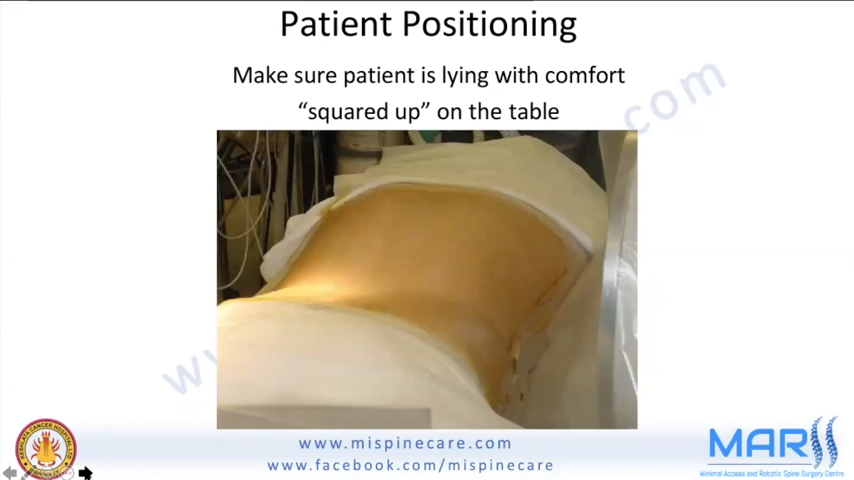 Patient Positioning
Make sure patient is lying with comfort
“squared up” on the table
www.mispinecare.com
www.facebook.com/mispinecare
MAR
Minimal Access and Robotic Spine Surgery Centre